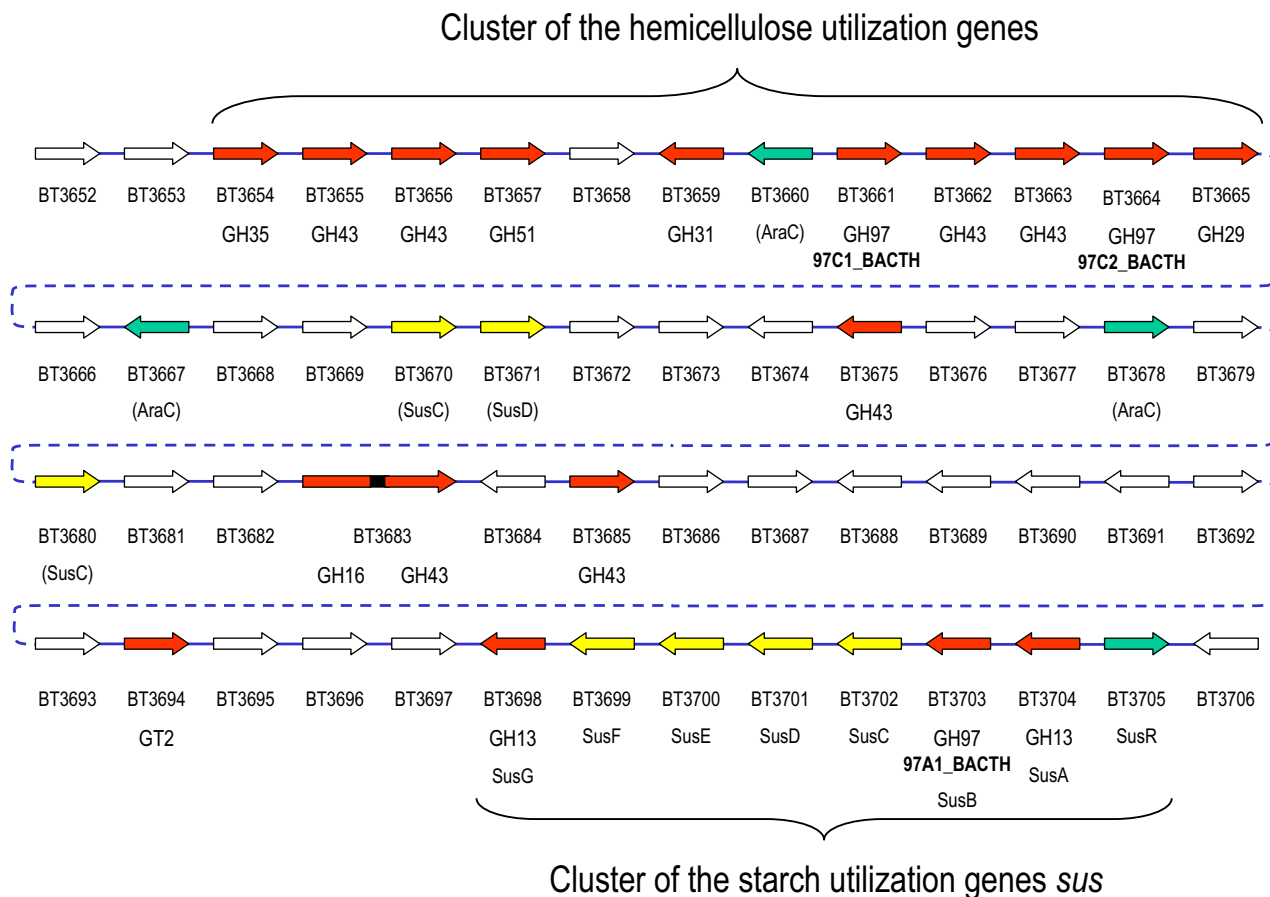 Cluster of the hemicellulose utilization genes
BT3652 BT3653 BT3654 BT3655 BT3656 BT3657 BT3658 BT3659 BT3660 BT3661 BT3662 BT3663 BT3664 BT3665
GH35 GH43 GH43 GH51 GH31 (AraC) GH97 GH43 GH43 GH97 GH29
97C1_BACTH 97C2_BACTH
BT3666 BT3667 BT3668 BT3669 BT3670 BT3671 BT3672 BT3673 BT3674 BT3675 BT3676 BT3677 BT3678 BT3679
(AraC) (SusC) (SusD) GH43 (AraC)
BT3680 BT3681 BT3682 BT3683 BT3684 BT3685 BT3686 BT3687 BT3688 BT3689 BT3690 BT3691 BT3692
(SusC) GH16 GH43 GH43
BT3693 BT3694 BT3695 BT3696 BT3697 BT3698 BT3699 BT3700 BT3701 BT3702 BT3703 BT3704 BT3705 BT3706
GT2 GH13 SusF SusE SusD SusC GH97 GH13 SusR
97A1_BACTH
SusG SusA
SusB
Cluster of the starch utilization genes sus